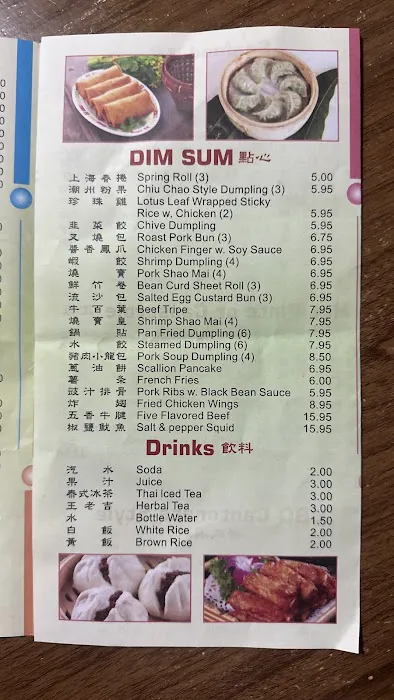 DIM SUM 點心
上海春捲 Spring Roll (3) 5.00
潮州粉果 Chiu Chao Style Dumpling (3) 5.95
珍珠雞 Lotus Leaf Wrapped Sticky
Rice w, Chicken (2) 5.95
韭菜餃 Chive Dumpling 5.95
叉燒包 Roast Pork Bun (3) 6.75
醬香鳳爪 Chicken Finger w. Soy Sauce 6.95
蝦餃 Shrimp Dumpling (4) 6.95
燒賣 Pork Shao Mai (4) 6.95
鮮竹卷 Bean Curd Sheet Roll (3) 6.95
流沙包 Salted Egg Custard Bun (3) 6.95
牛百葉 Beef Tripe 7.95
燒賣皇 Shrimp Shao Mai (4) 7.95
鍋貼 Pan Fried Dumpling (6) 7.95
水餃 Steamed Dumpling (6) 7.95
豬肉小龍包 Pork Soup Dumpling (4) 8.50
蔥油餅 Scallion Pancake 6.95
薯条 French Fries 6.00
豉汁排骨 Pork Ribs w. Black Bean Sauce 5.95
炸翅 Fried Chicken Wings 8.95
五香牛腱 Five Flavored Beef 15.95
椒鹽魷魚 Salt & pepper Squid 15.95
Drinks 飲料
汽水 Soda 2.00
果汁 Juice 3.00
泰式冰茶 Thai Iced Tea 3.00
王老吉 Herbal Tea 3.00
水 Bottle Water 1.50
白飯 White Rice 2.00
黃飯 Brown Rice 2.00